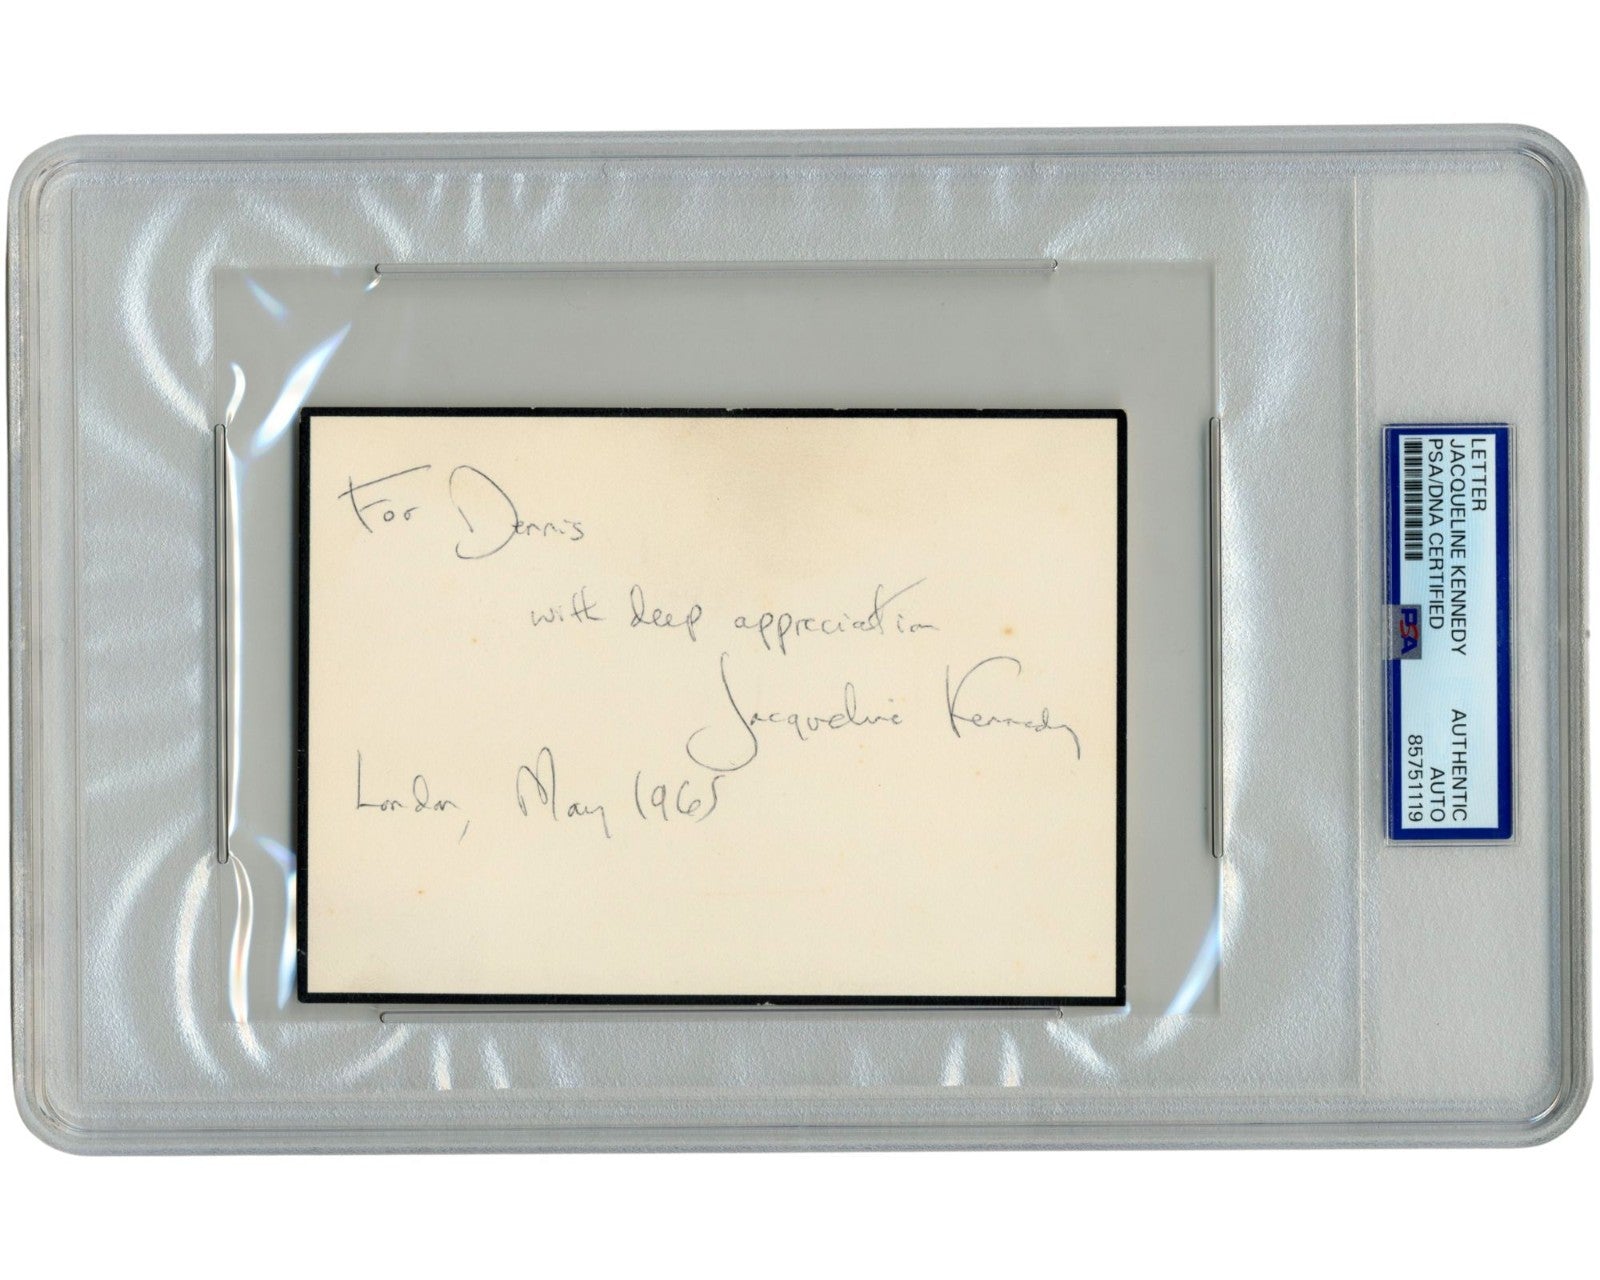 For Dennis
with deep appreciation
Jacqueline Kennedy
London, May 1965
LETTER
JACQUELINE KENNEDY
PSA/DNA CERTIFIED
AUTHENTIC
AUTO
85751119
PSA